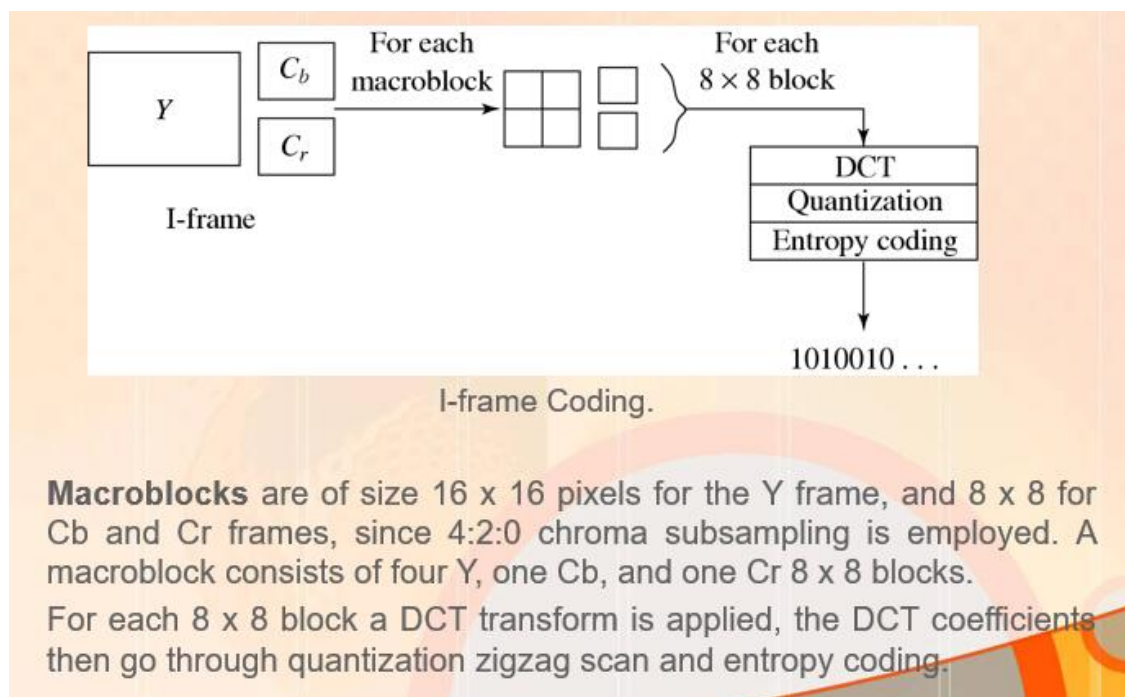 For each
macroblock
For each
8 × 8 block
Y
C_b
C_r
I-frame
DCT
Quantization
Entropy coding
1010010 . . .
I-frame Coding.
Macroblocks are of size 16 x 16 pixels for the Y frame, and 8 x 8 for
Cb and Cr frames, since 4:2:0 chroma subsampling is employed. A
macroblock consists of four Y, one Cb, and one Cr 8 x 8 blocks.
For each 8 x 8 block a DCT transform is applied, the DCT coefficients
then go through quantization zigzag scan and entropy coding.